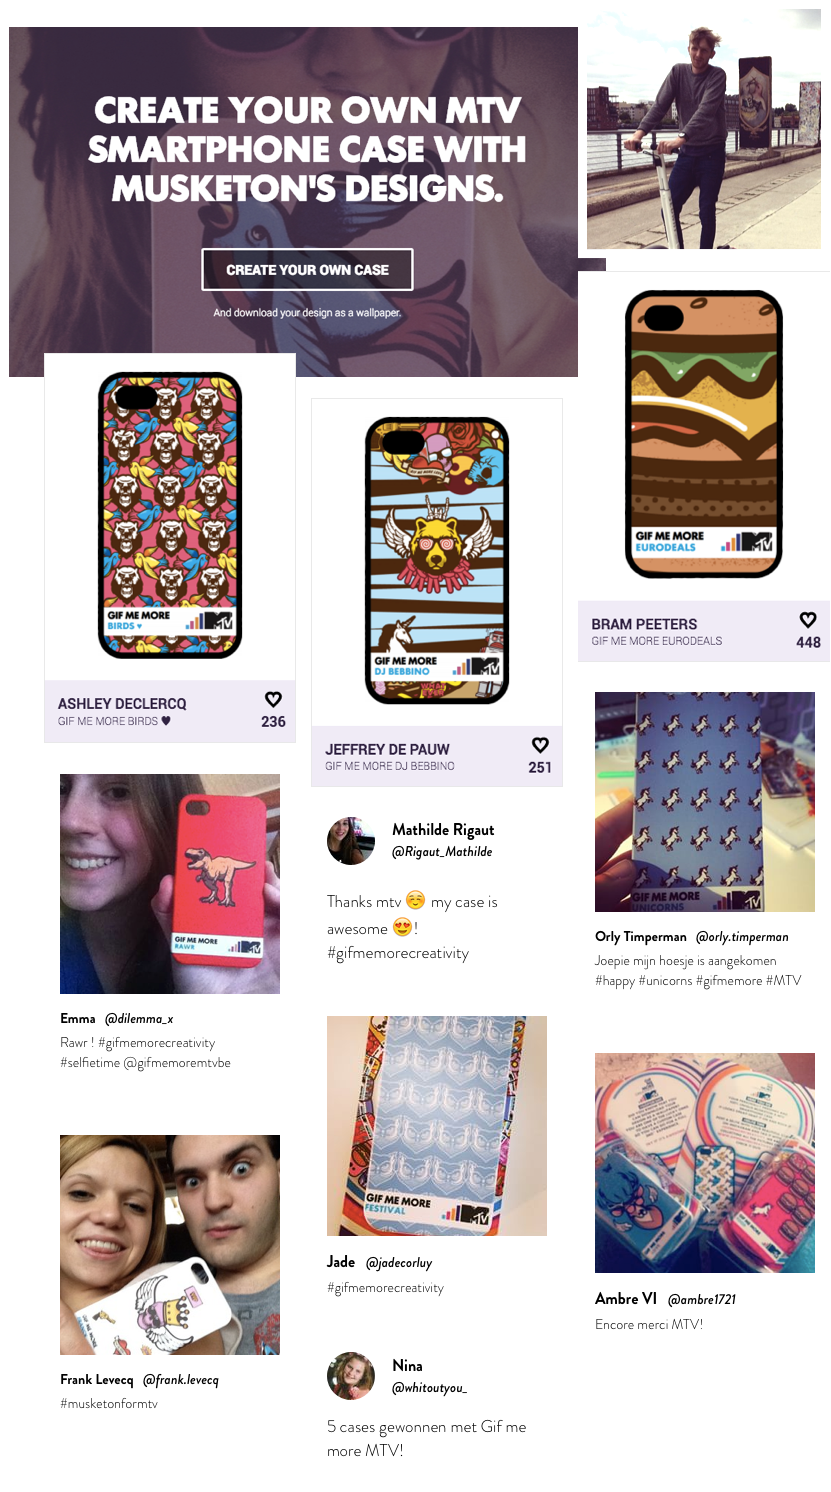 CREATE YOUR OWN MTV
SMARTPHONE CASE WITH
MUSKETON'S DESIGNS.
CREATE YOUR OWN CASE
And download your design as a wallpaper.
GIF ME MORE
BIRDS ♥
MTV
ASHLEY DECLERCQ
GIF ME MORE BIRDS ♥
236
GIF ME MORE
DJ BEBBINO
MTV
JEFFREY DE PAUW
GIF ME MORE DJ BEBBINO
251
GIF ME MORE
EURODEALS
MTV
BRAM PEETERS
GIF ME MORE EURODEALS
448
GIF ME MORE
RAWR
MTV
Emma @dilemma_x
Rawr ! #gifmemorecreativity
#selfietime @gifmemoremtvbe
Frank Levecq @frank.levecq
#musketonformtv
Mathilde Rigaut
@Rigaut_Mathilde
Thanks mtv ☺️ my case is
awesome 😍!
#gifmemorecreativity
GIF ME MORE
FESTIVAL
MTV
Jade @jadecorluy
#gifmemorecreativity
Nina
@whitoutyou_
5 cases gewonnen met Gif me
more MTV!
GIF ME MORE
UNICORNS
MTV
Orly Timperman @orly.timperman
Joepie mijn hoesje is aangekomen
#happy #unicorns #gifmemore #MTV
Ambre Vl @ambre1721
Encore merci MTV!